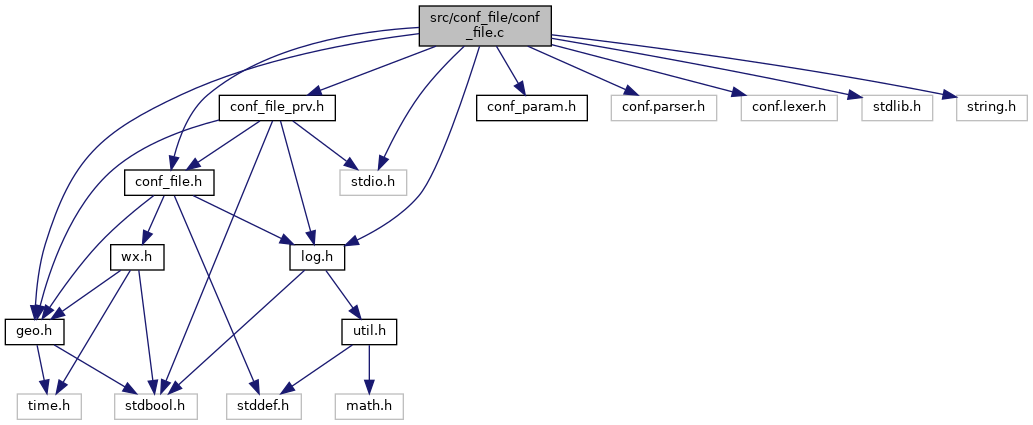 src/conf_file/conf
_file.c
conf_file_prv.h
conf_param.h
conf.parser.h
conf.lexer.h
stdlib.h
string.h
conf_file.h
stdio.h
wx.h
log.h
geo.h
util.h
time.h
stdbool.h
stddef.h
math.h